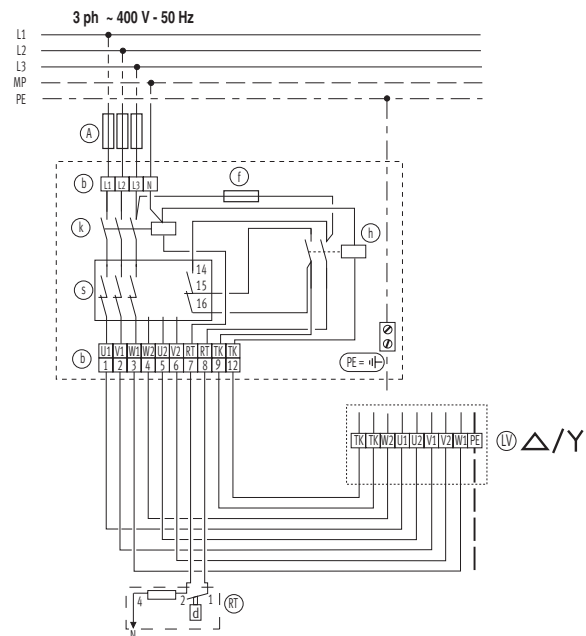 3 ph ~ 400 V - 50 Hz
L1
L2
L3
MP
PE
A
b L1 L2 L3 N
f
k
h
s
14
15
16
b
U1 V1 W1 W2 U2 V2 RT RT TK TK
1 2 3 4 5 6 7 8 9 12
PE =
TK TK W2 U1 U2 V1 V2 W1 PE
LV △/Y
4 2 1
d
RT
N